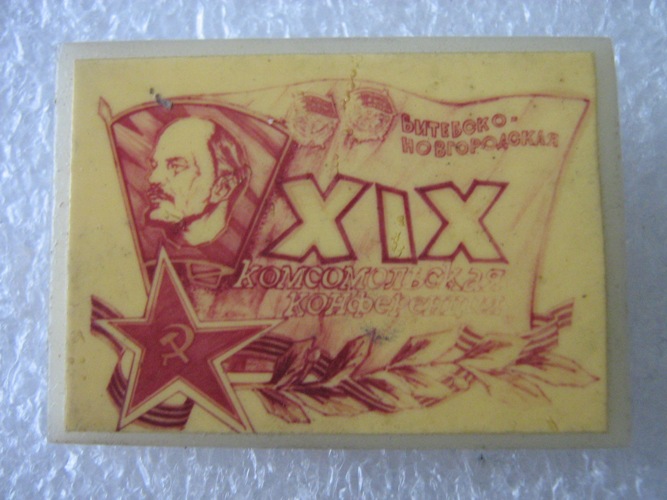 ВИТЕБСКО-
НОВГОРОДСКАЯ
XIX
КОМСОМОЛЬСКАЯ
КОНФЕРЕНЦИЯ